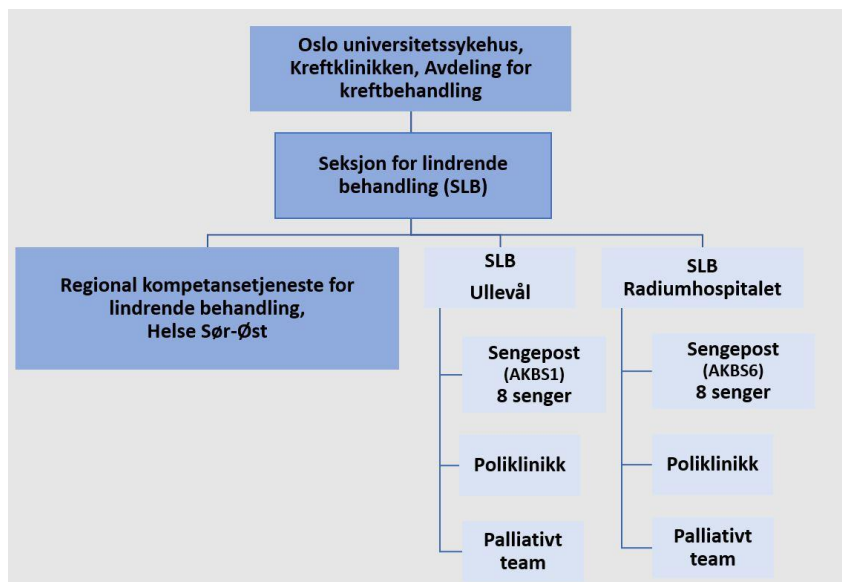 Oslo universitetssykehus,
Kreftklinikken, Avdeling for
kreftbehandling
Seksjon for lindrende
behandling (SLB)
Regional kompetansetjeneste for
lindrende behandling,
Helse Sør-Øst
SLB
Ullevål
Sengepost
(AKBS1)
8 senger
Poliklinikk
Palliativt
team
SLB
Radiumhospitalet
Sengepost
(AKBS6)
8 senger
Poliklinikk
Palliativt
team